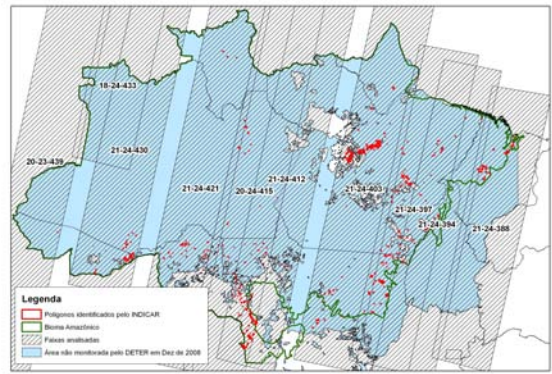 18-24-433
20-23-439
21-24-430
21-24-421
20-24-415
21-24-412
21-24-403
21-24-397
21-24-394
21-24-388
Legenda
Polígonos identificados pelo INDICAR
Bioma Amazônico
Faixas analisadas
Área não monitorada pelo DETER em Dez de 2008